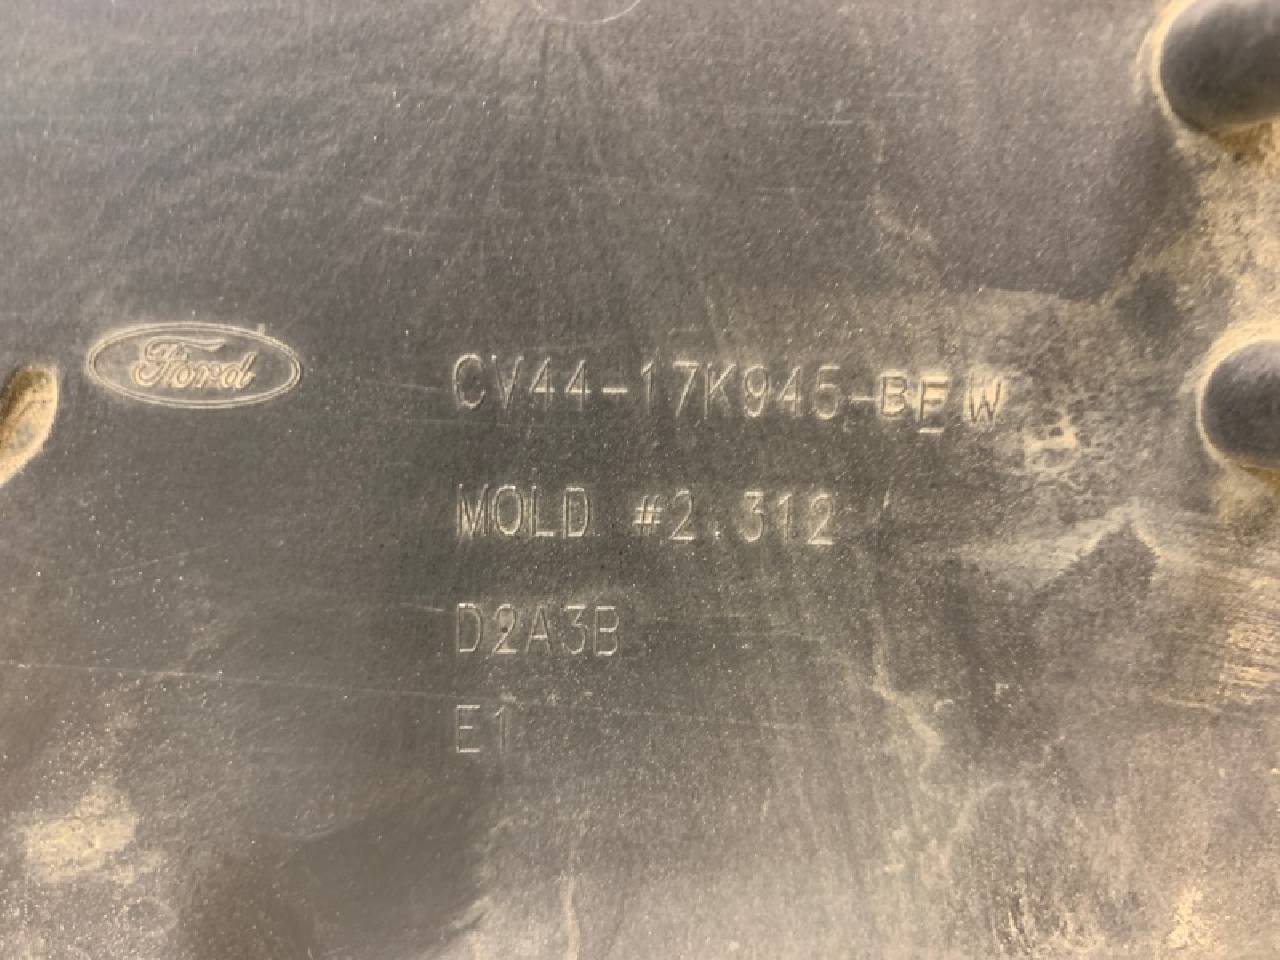 Ford
CV44-17K945-BEW
MOLD #2.312
D2A3B
E1